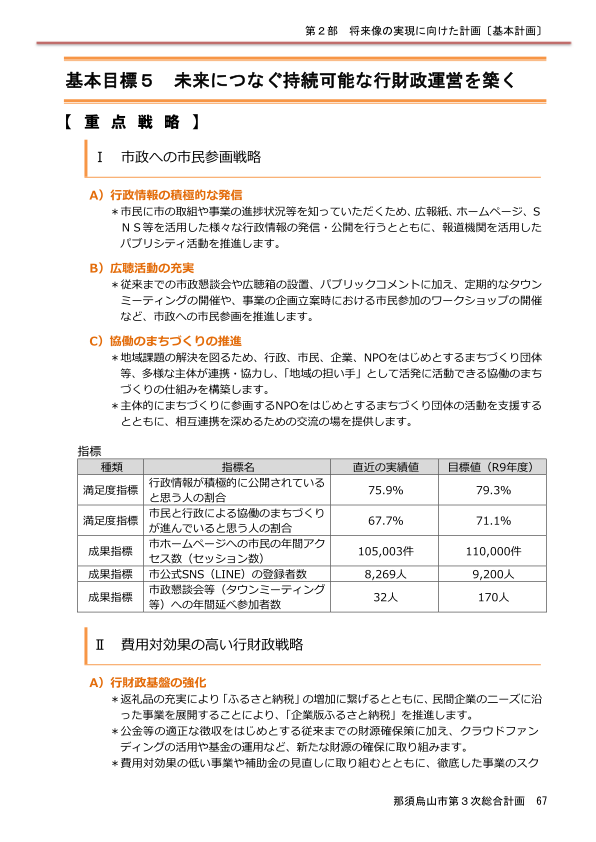 第２部　将来像の実現に向けた計画〔基本計画〕
基本目標５　未来につなぐ持続可能な行財政運営を築く
【 重 点 戦 略 】
Ⅰ　市政への市民参画戦略
A）行政情報の積極的な発信
＊市民に市の取組や事業の進捗状況等を知っていただくため、広報紙、ホームページ、Ｓ
ＮＳ等を活用した様々な行政情報の発信・公開を行うとともに、報道機関を活用した
パブリシティ活動を推進します。
B）広聴活動の充実
＊従来までの市政懇談会や広聴箱の設置、パブリックコメントに加え、定期的なタウン
ミーティングの開催や、事業の企画立案時における市民参加のワークショップの開催
など、市政への市民参画を推進します。
C）協働のまちづくりの推進
＊地域課題の解決を図るため、行政、市民、企業、NPOをはじめとするまちづくり団体
等、多様な主体が連携・協力し、「地域の担い手」として活発に活動できる協働のまち
づくりの仕組みを構築します。
＊主体的にまちづくりに参画するNPOをはじめとするまちづくり団体の活動を支援する
とともに、相互連携を深めるための交流の場を提供します。
指標
種類　指標名　直近の実績値　目標値（R9年度）
満足度指標　行政情報が積極的に公開されている
と思う人の割合　75.9%　79.3%
満足度指標　市民と行政による協働のまちづくり
が進んでいると思う人の割合　67.7%　71.1%
成果指標　市ホームページへの市民の年間アク
セス数（セッション数）　105,003件　110,000件
成果指標　市公式SNS（LINE）の登録者数　8,269人　9,200人
成果指標　市政懇談会等（タウンミーティング
等）への年間延べ参加者数　32人　170人
Ⅱ　費用対効果の高い行財政戦略
A）行財政基盤の強化
＊返礼品の充実により「ふるさと納税」の増加に繋げるとともに、民間企業のニーズに沿
った事業を展開することにより、「企業版ふるさと納税」を推進します。
＊公金等の適正な徴収をはじめとする従来までの財源確保策に加え、クラウドファン
ディングの活用や基金の運用など、新たな財源の確保に取り組みます。
＊費用対効果の低い事業や補助金の見直しに取り組むとともに、徹底した事業のスク
那須烏山市第３次総合計画　67